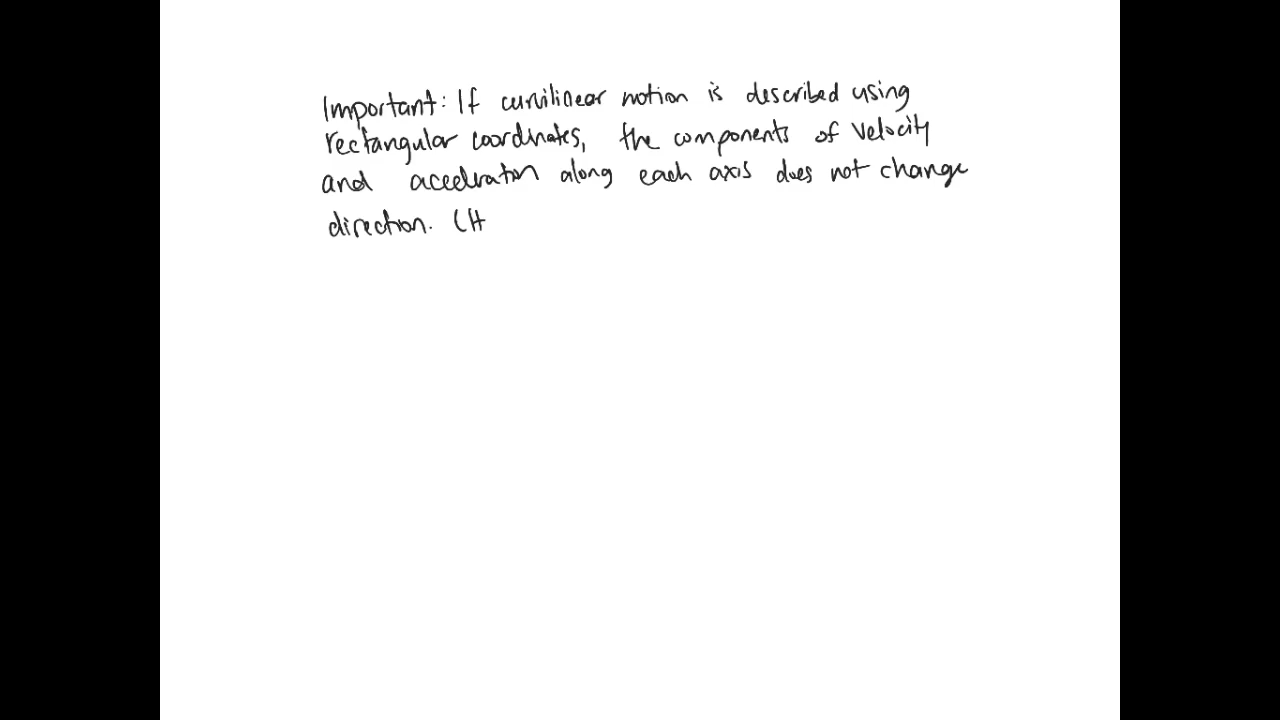 Important: If curvilinear motion is described using
rectangular coordinates, the components of velocity
and acceleration along each axis does not change
direction. (It